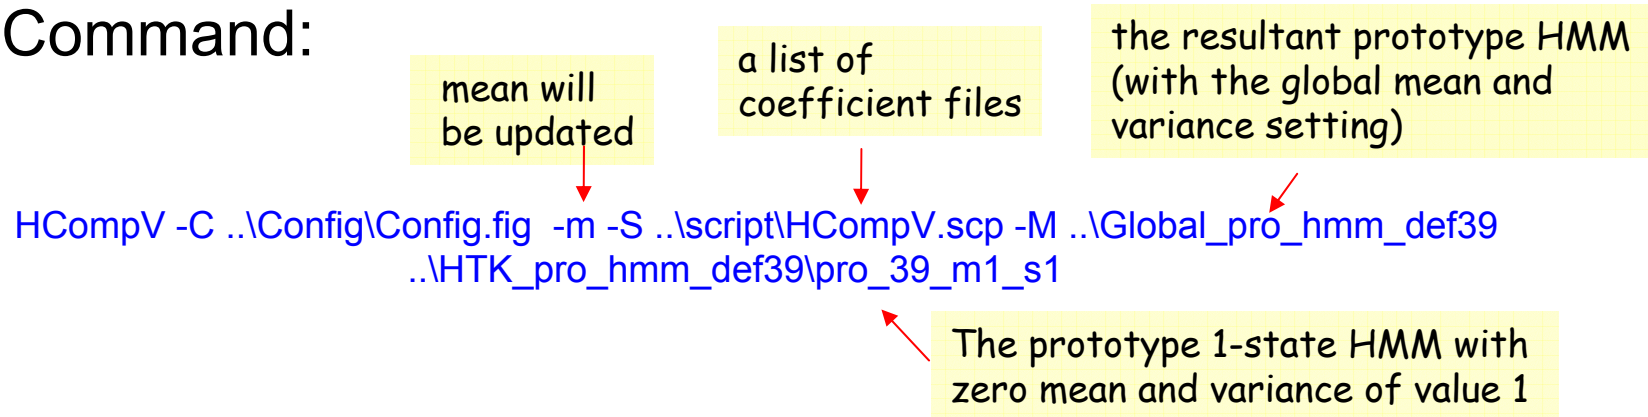 Command:
mean will
be updated
a list of
coefficient files
the resultant prototype HMM
(with the global mean and
variance setting)
HCompV -C ..\Config\Config.fig -m -S ..\script\HCompV.scp -M ..\Global_pro_hmm_def39
..\HTK_pro_hmm_def39\pro_39_m1_s1
The prototype 1-state HMM with
zero mean and variance of value 1